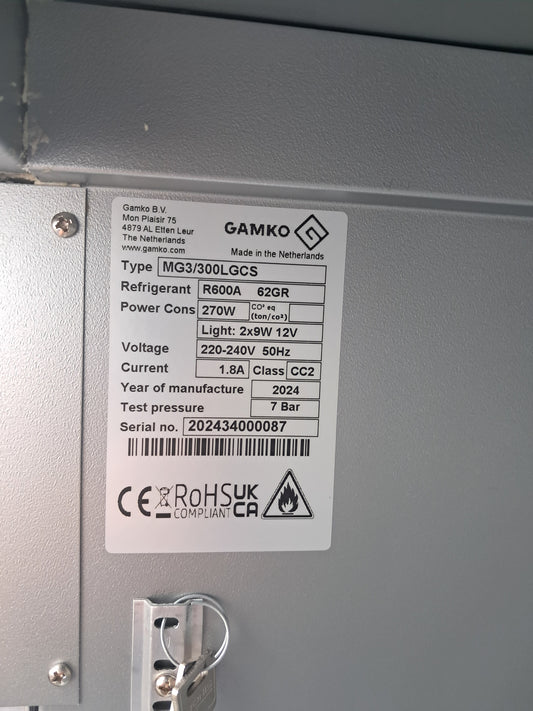 Gamko B.V.
Mon Plaisir 75
4879 AL Etten Leur
The Netherlands
www.gamko.com
GAMKO
Made in the Netherlands
Type MG3/300LGCS
Refrigerant R600A 62GR
Power Cons 270W CO² eq (ton/co²)
Light: 2x9W 12V
Voltage 220-240V 50Hz
Current 1.8A Class CC2
Year of manufacture 2024
Test pressure 7 Bar
Serial no. 202434000087
CE RoHS COMPLIANT UK CA